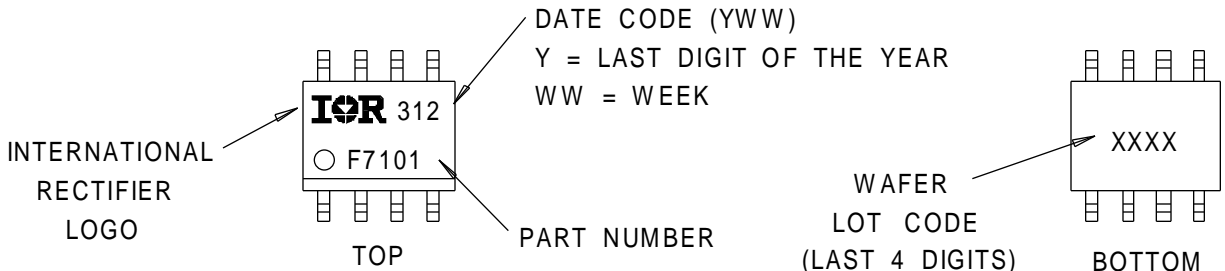 DATE CODE (YWW)
Y = LAST DIGIT OF THE YEAR
WW = WEEK
IOR 312
F7101
INTERNATIONAL
RECTIFIER
LOGO
TOP
PART NUMBER
XXXX
WAFER
LOT CODE
(LAST 4 DIGITS)
BOTTOM